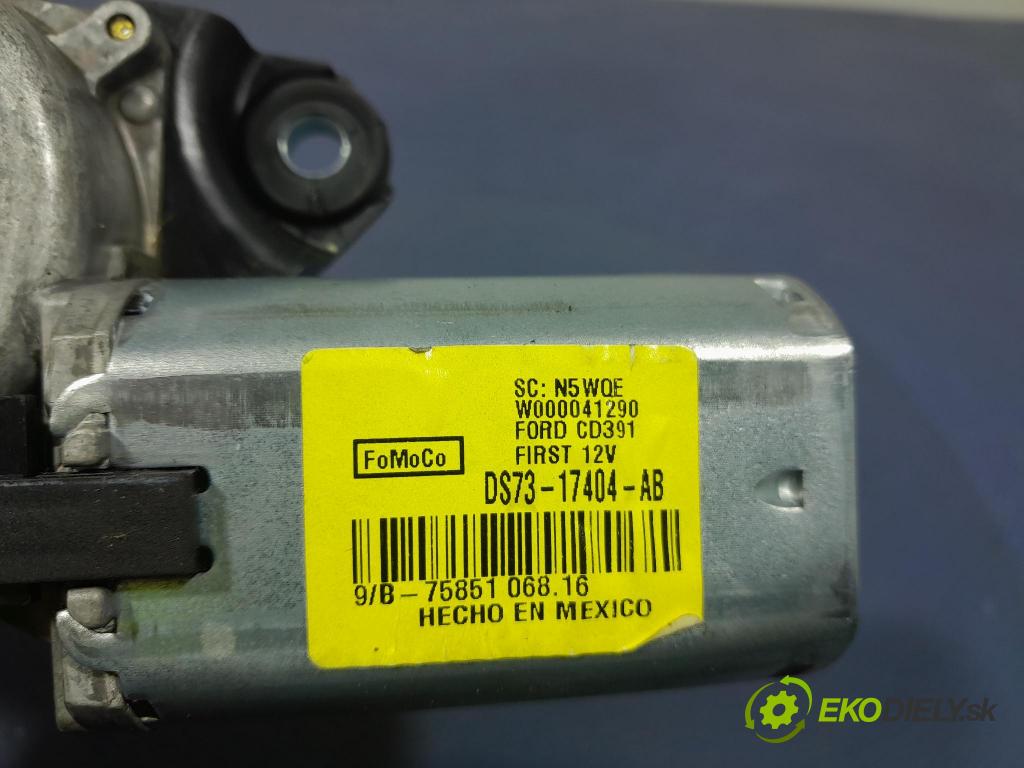 SC: N5WQE
W000041290
FORD CD391
FIRST 12V
FoMoCo
DS73-17404-AB
9/B-75851 068.16
HECHO EN MEXICO
EKODIELY.sk